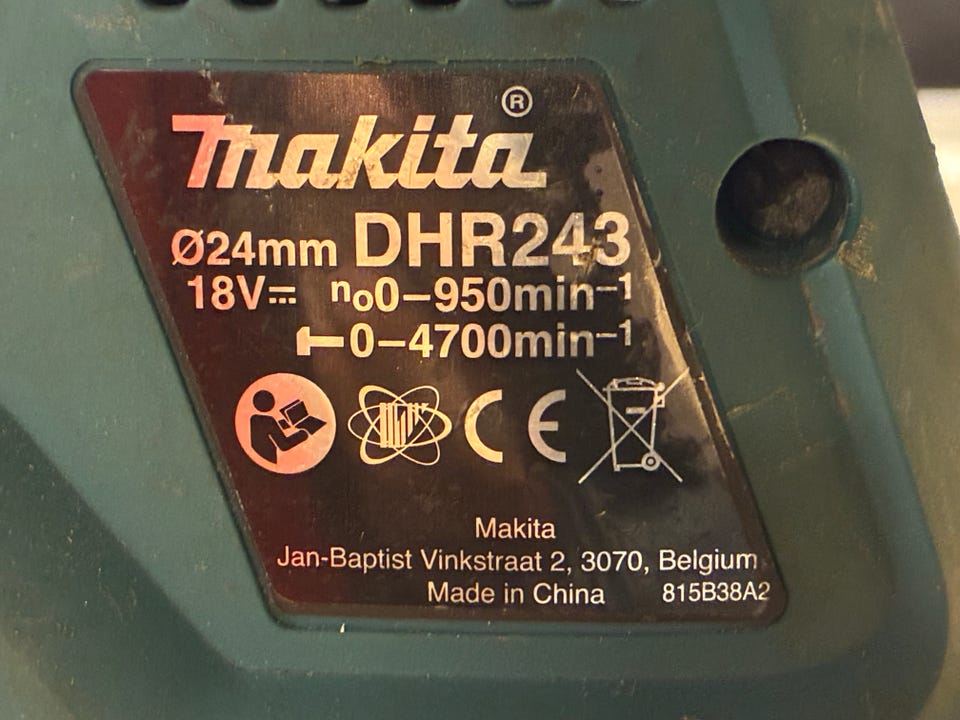 makita®
Ø24mm DHR243
18V⎓ n₀0–950min⁻¹
0–4700min⁻¹
CE
Makita
Jan-Baptist Vinkstraat 2, 3070, Belgium
Made in China 815B38A2